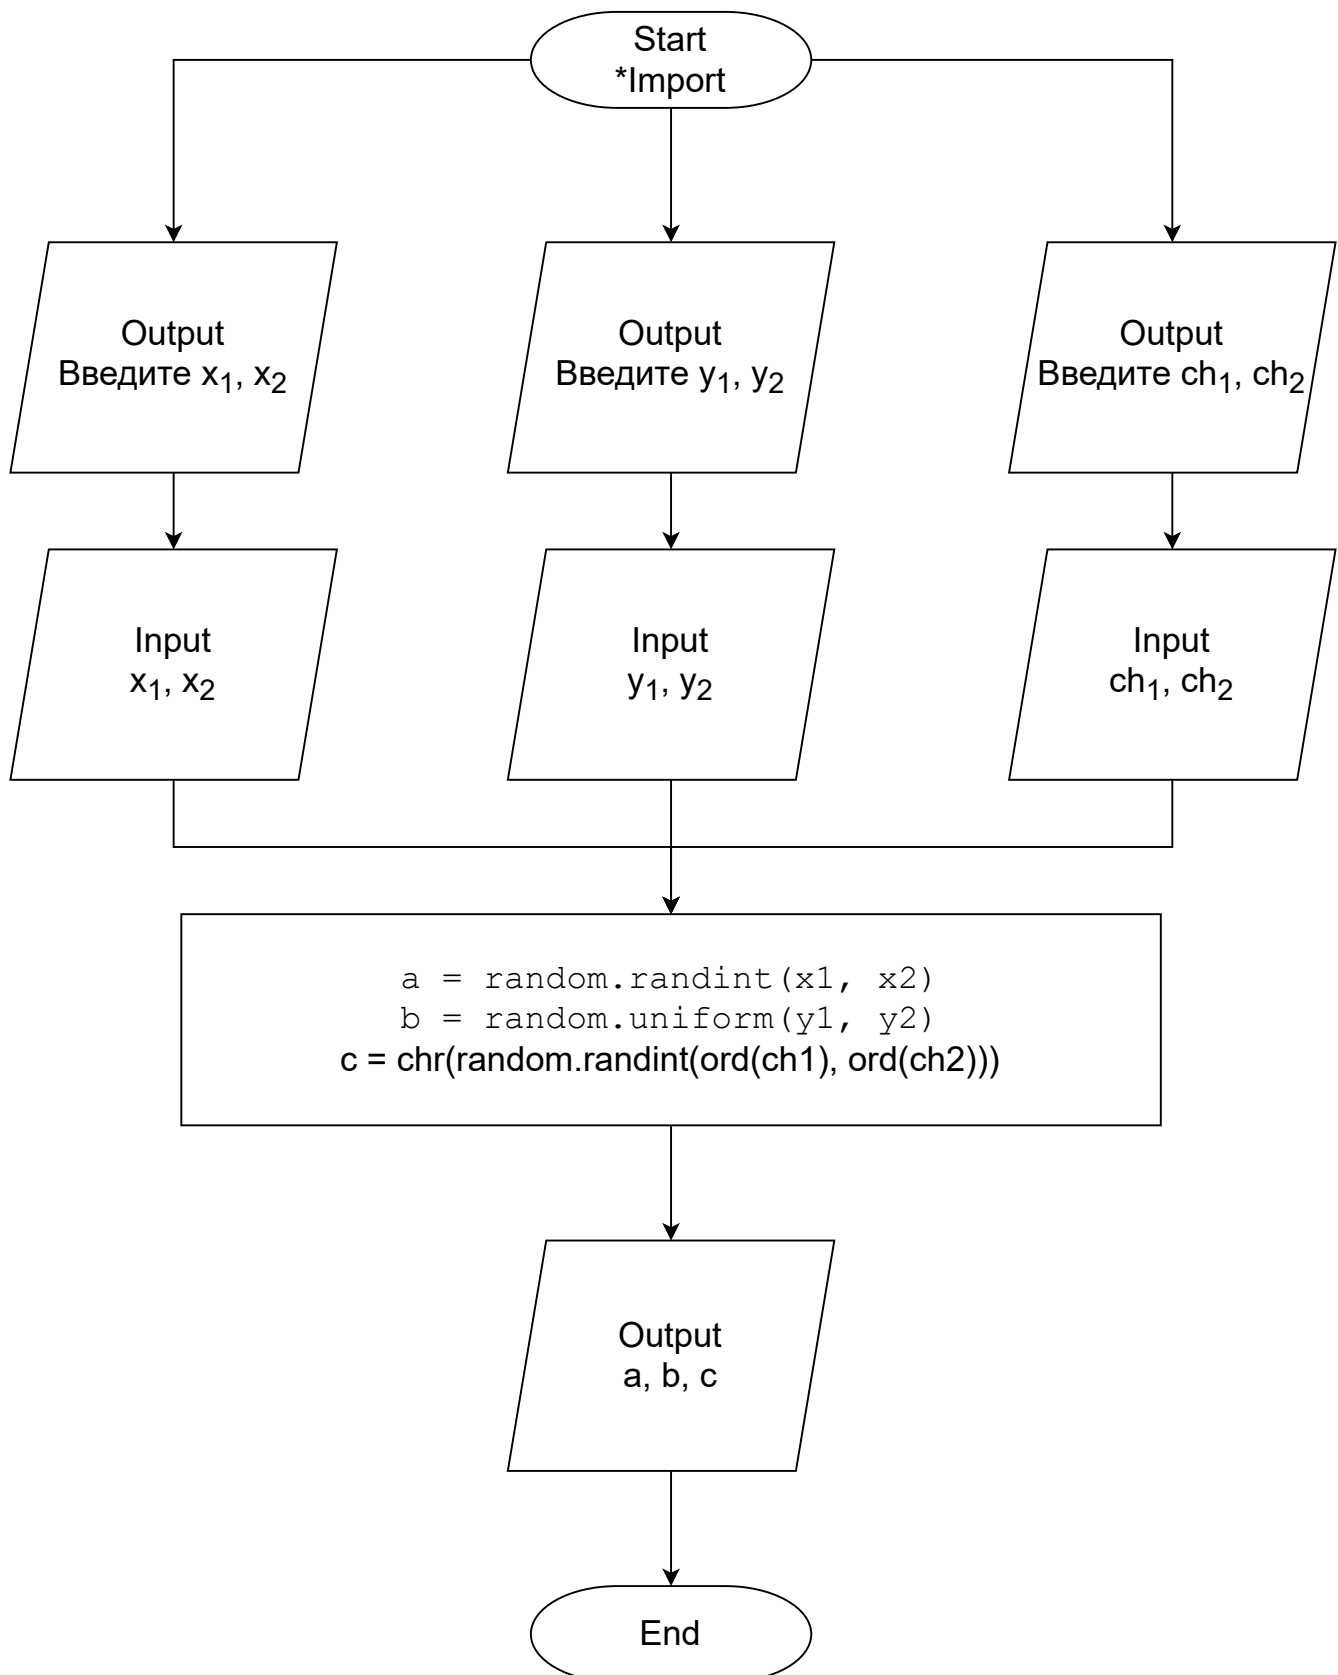 Start
*Import
Output
Введите x₁, x₂
Output
Введите y₁, y₂
Output
Введите ch₁, ch₂
Input
x₁, x₂
Input
y₁, y₂
Input
ch₁, ch₂
a = random.randint(x1, x2)
b = random.uniform(y1, y2)
c = chr(random.randint(ord(ch1), ord(ch2)))
Output
a, b, c
End